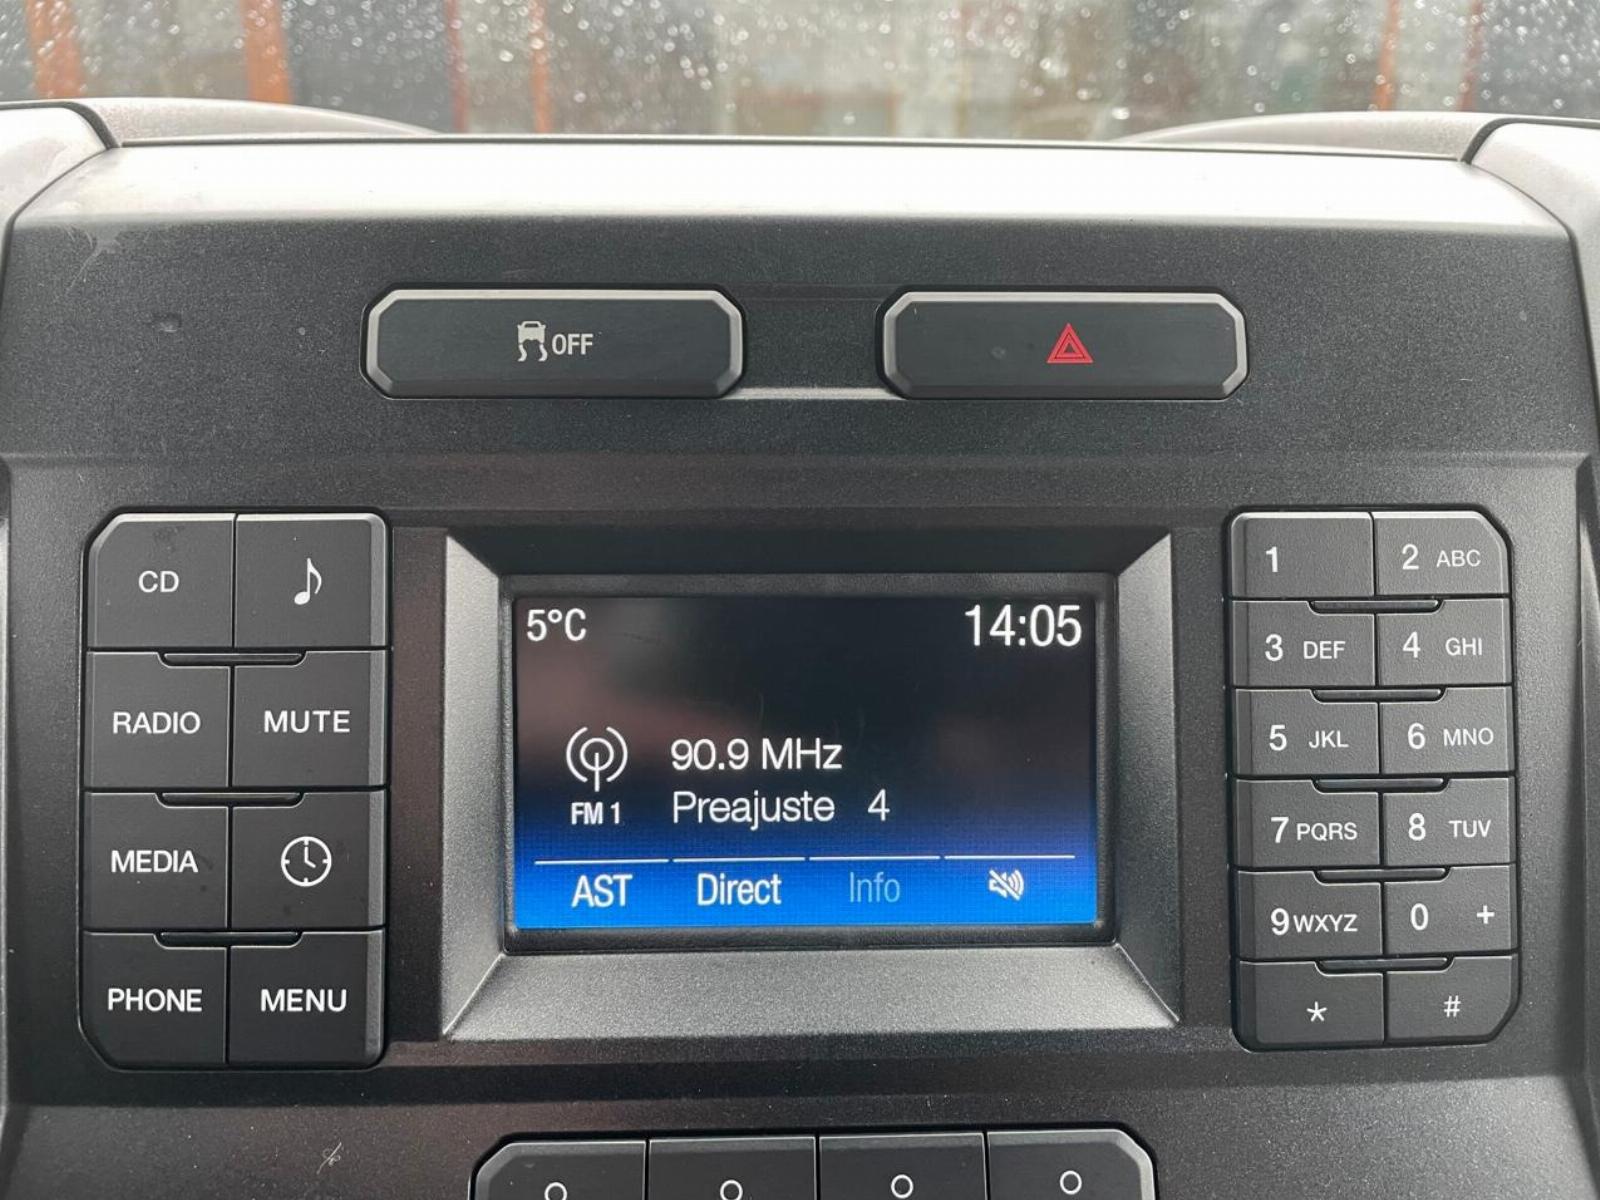 OFF
CD
RADIO MUTE
MEDIA
PHONE MENU
5°C 14:05
90.9 MHz
FM 1
Preajuste 4
AST Direct Info
1 2 ABC
3 DEF 4 GHI
5 JKL 6 MNO
7 PQRS 8 TUV
9 WXYZ 0 +
* #